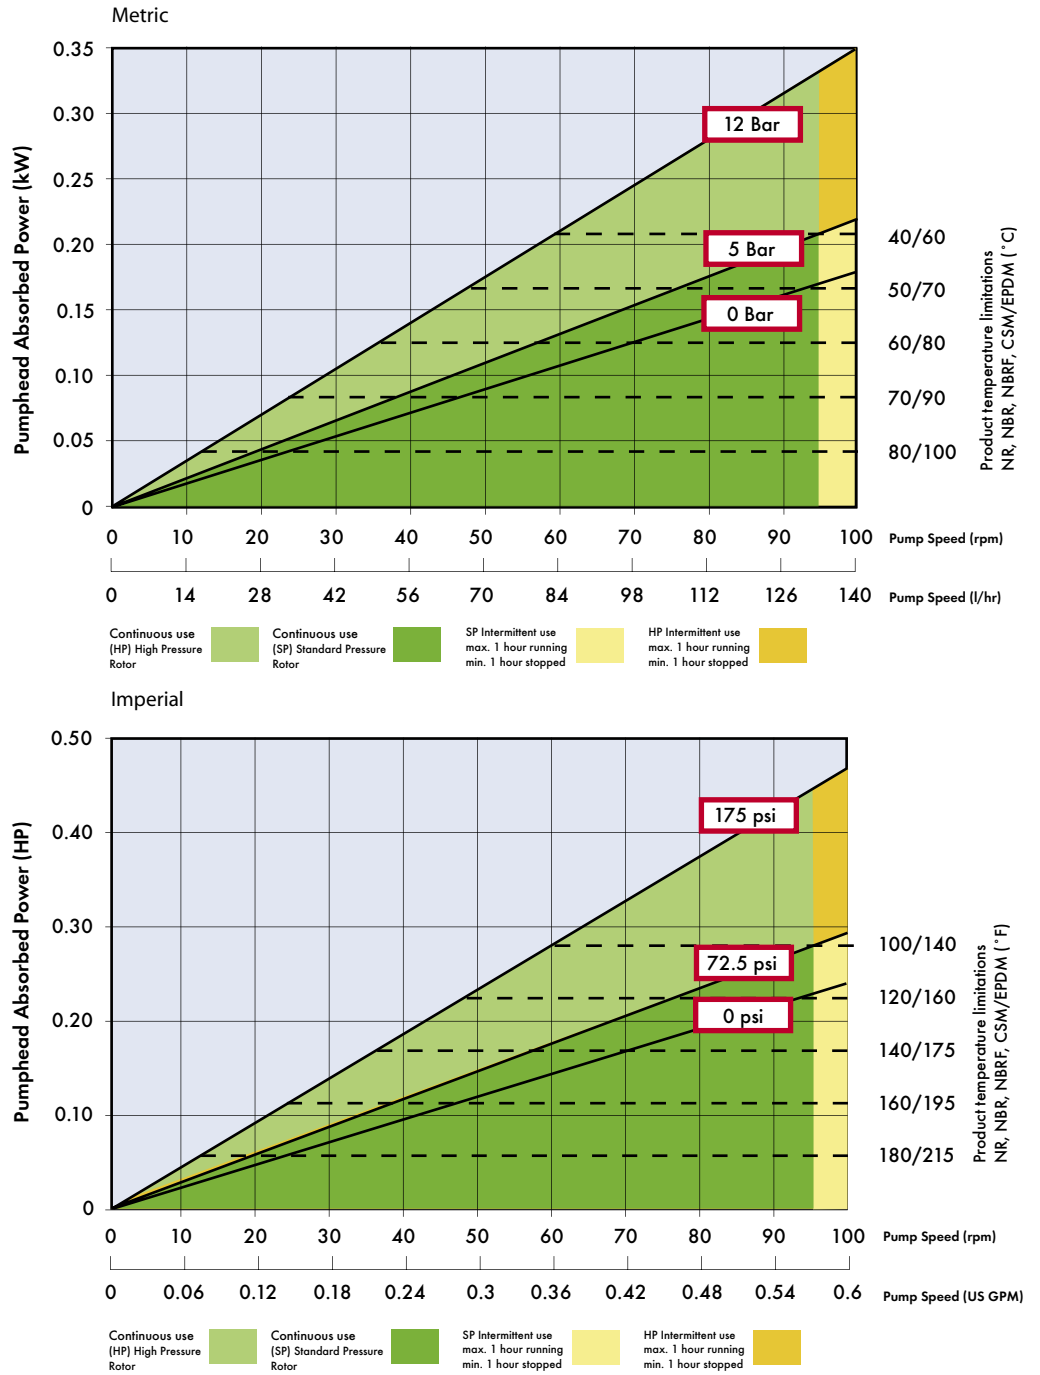 Metric
Pumphead Absorbed Power (kW)
0.35
0.30
0.25
0.20
0.15
0.10
0.05
0
12 Bar
5 Bar
0 Bar
40/60
50/70
60/80
70/90
80/100
Product temperature limitations
NR, NBR, NBRF, CSM/EPDM (°C)
0 10 20 30 40 50 60 70 80 90 100 Pump Speed (rpm)
0 14 28 42 56 70 84 98 112 126 140 Pump Speed (l/hr)
Continuous use
(HP) High Pressure
Rotor
Continuous use
(SP) Standard Pressure
Rotor
SP Intermittent use
max. 1 hour running
min. 1 hour stopped
HP Intermittent use
max. 1 hour running
min. 1 hour stopped
Imperial
Pumphead Absorbed Power (HP)
0.50
0.40
0.30
0.20
0.10
0
175 psi
72.5 psi
0 psi
100/140
120/160
140/175
160/195
180/215
Product temperature limitations
NR, NBR, NBRF, CSM/EPDM (°F)
0 10 20 30 40 50 60 70 80 90 100 Pump Speed (rpm)
0 0.06 0.12 0.18 0.24 0.3 0.36 0.42 0.48 0.54 0.6 Pump Speed (US GPM)
Continuous use
(HP) High Pressure
Rotor
Continuous use
(SP) Standard Pressure
Rotor
SP Intermittent use
max. 1 hour running
min. 1 hour stopped
HP Intermittent use
max. 1 hour running
min. 1 hour stopped